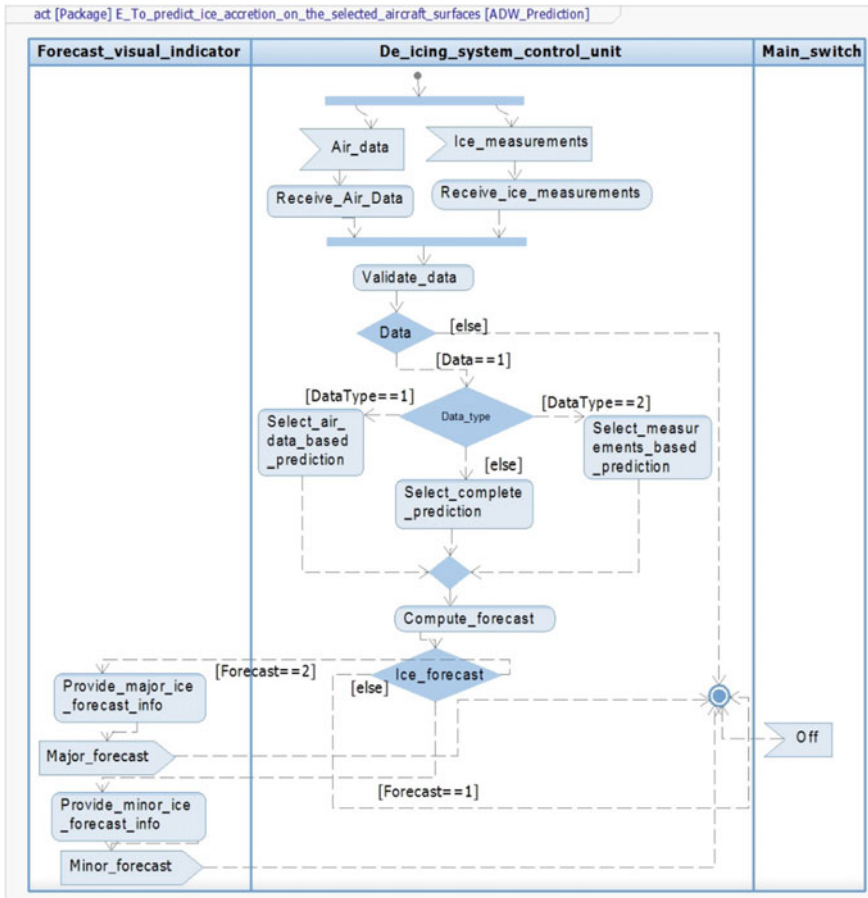 act [Package] E_To_predict_ice_accretion_on_the_selected_aircraft_surfaces [ADW_Prediction]
Forecast_visual_indicator
De_icing_system_control_unit
Main_switch
Air_data
Ice_measurements
Receive_Air_Data
Receive_ice_measurements
Validate_data
Data
[else]
[Data==1]
[DataType==1]
[DataType==2]
Data_type
Select_air_
data_based
_prediction
Select_measur
ements_based
_prediction
[else]
Select_complete
_prediction
Compute_forecast
[Forecast==2]
Ice_forecast
[else]
Provide_major_ice
_forecast_info
Off
Major_forecast
[Forecast==1]
Provide_minor_ice
_forecast_info
Minor_forecast